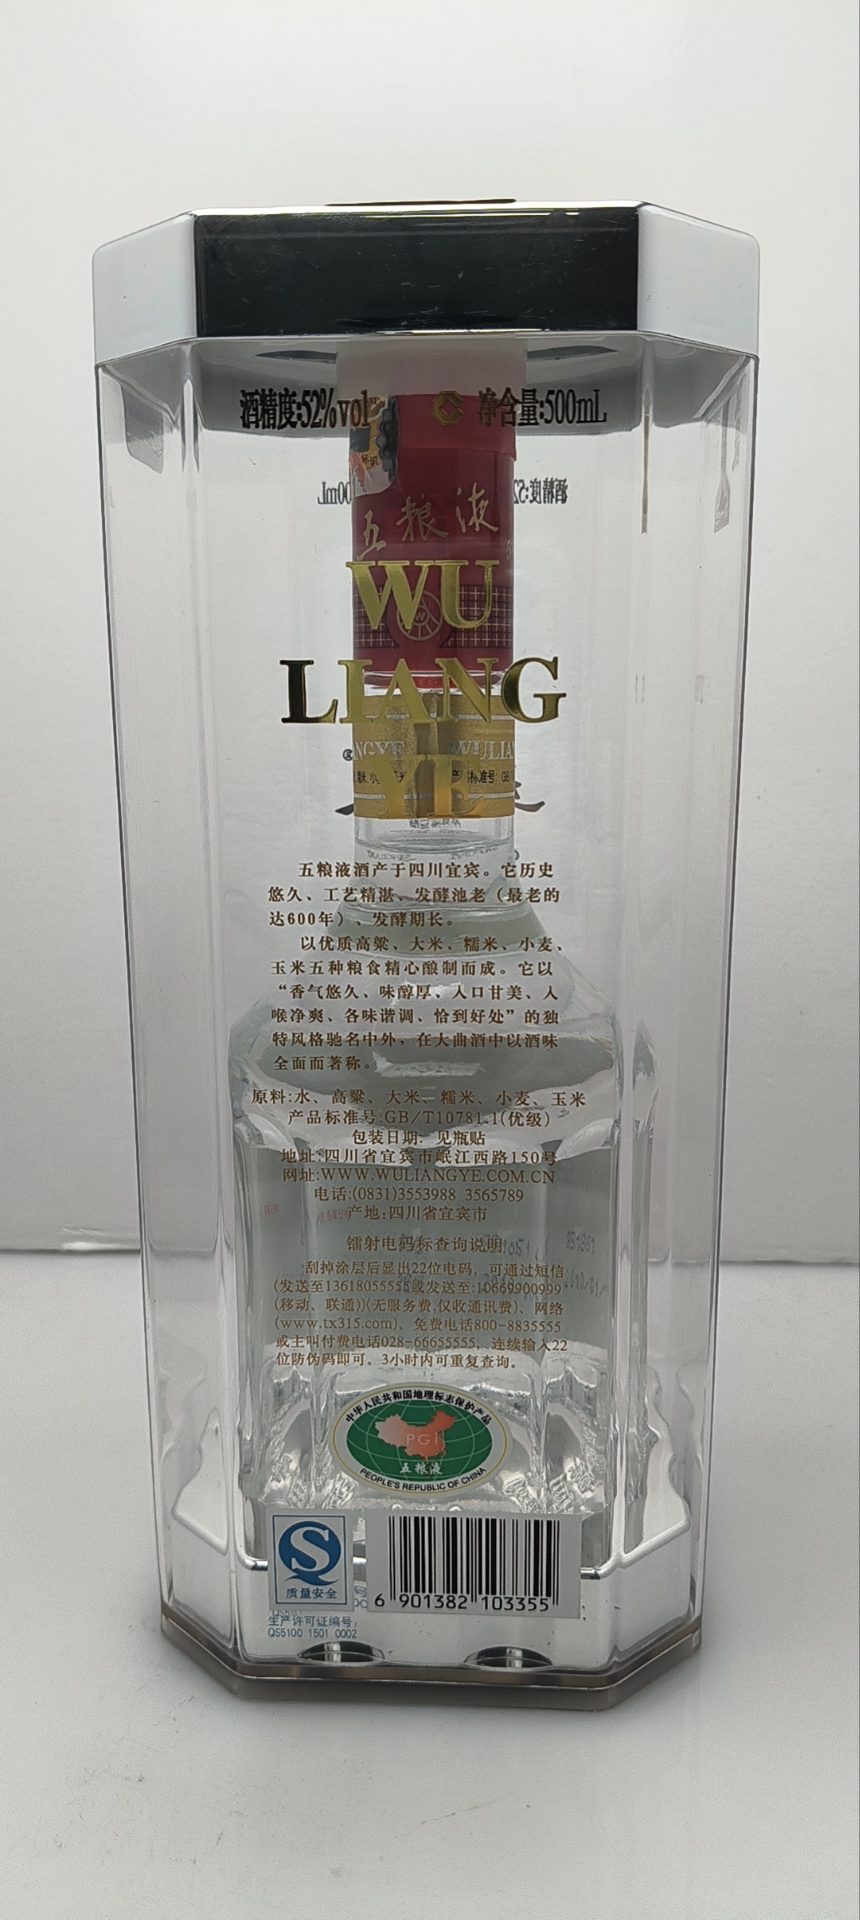 酒精度:52%vol 净含量:500mL
五粮液
WU
LIANG
YE
五粮液酒产于四川宜宾。它历史
悠久、工艺精湛、发酵池老（最老的
达600年）、发酵期长。
以优质高粱、大米、糯米、小麦、
玉米五种粮食精心酿制而成。它以
“香气悠久、味醇厚、入口甘美、入
喉净爽、各味谐调、恰到好处”的独
特风格驰名中外，在大曲酒中以酒味
全面而著称。
原料:水、高粱、大米、糯米、小麦、玉米
产品标准号:GB/T10781.1(优级)
包装日期: 见瓶贴
地址:四川省宜宾市岷江西路150号
网址:WWW.WULIANGYE.COM.CN
电话:(0831)3553988 3565789
产地:四川省宜宾市
镭射电码标查询说明
刮掉涂层后显出22位电码，可通过短信
(发送至13618055555或发送至:10669900999
(移动、联通))(无服务费,仅收通讯费)、网络
(www.tx315.com)、免费电话800-8835555
或主叫付费电话028-66655555，连续输入22
位防伪码即可。3小时内可重复查询。
中华人民共和国地理标志保护产品
PGI
五粮液
PEOPLE'S REPUBLIC OF CHINA
质量安全
6 901382 103355
生产许可证编号:
QS5100 1501 0002